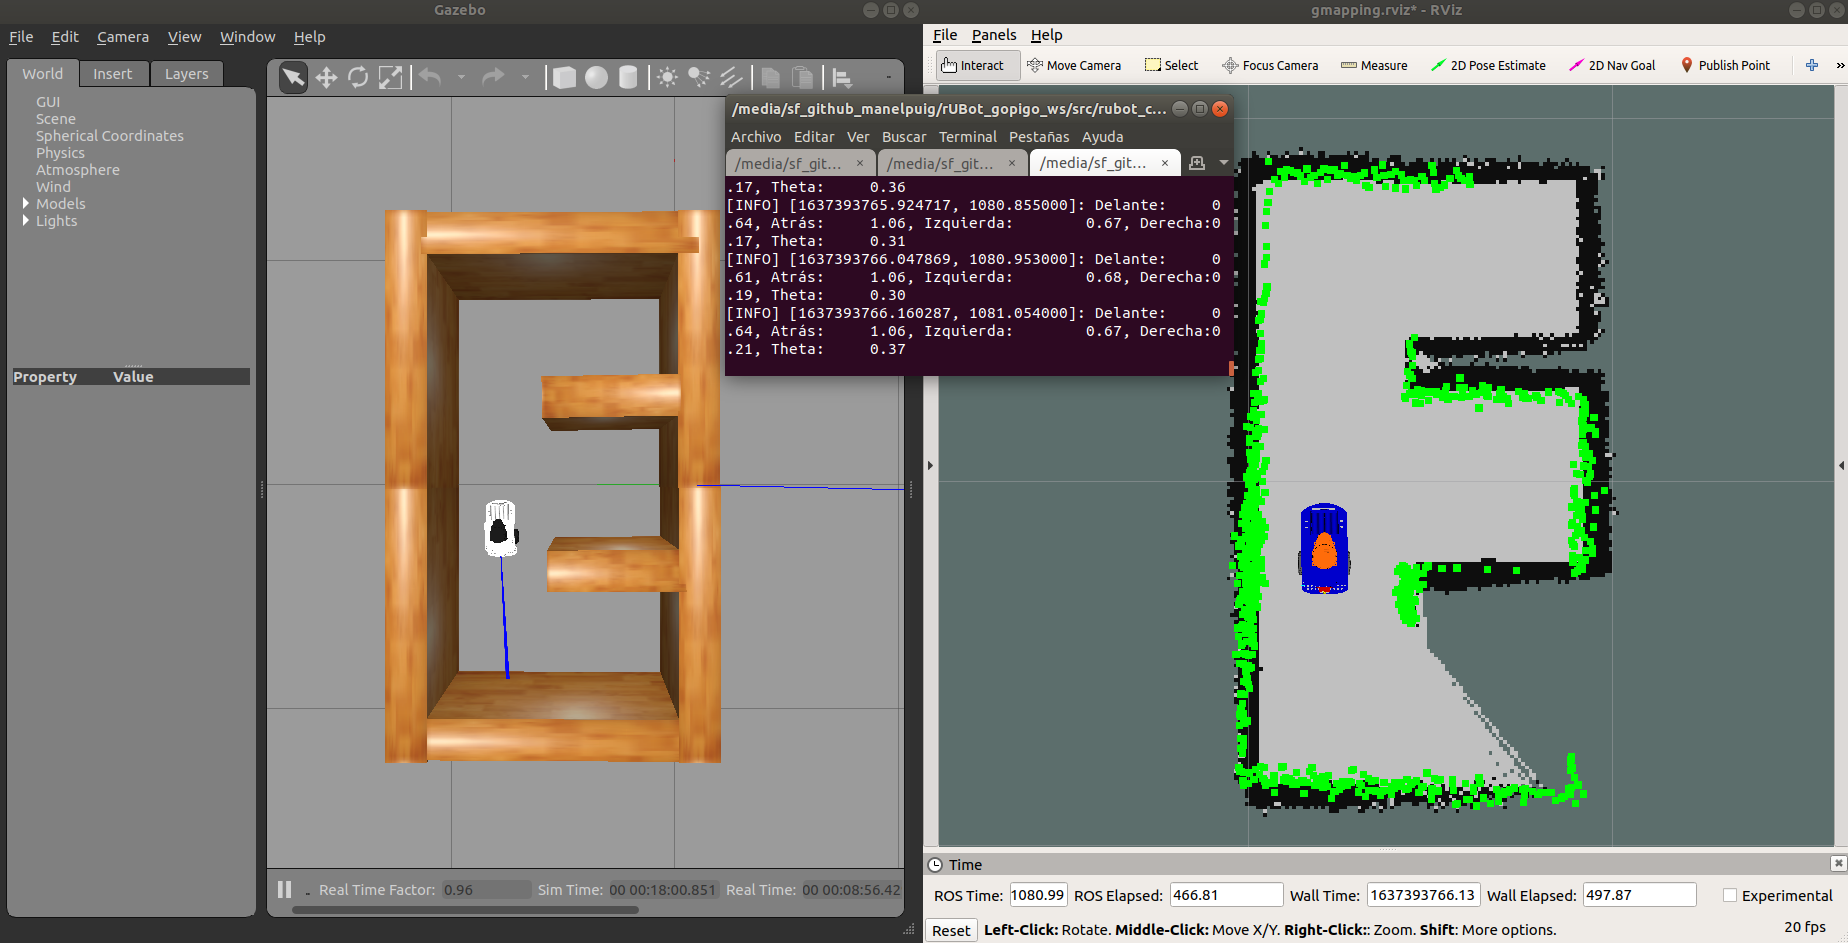 Gazebo
File Edit Camera View Window Help
World Insert Layers
GUI
Scene
Spherical Coordinates
Physics
Atmosphere
Wind
Models
Lights
Property Value
Real Time Factor: 0.96 Sim Time: 00 00:18:00.851 Real Time: 00 00:08:56.42
/media/sf_github_manelpuig/rUBot_gopigo_ws/src/rubot_c...
Archivo Editar Ver Buscar Terminal Pestañas Ayuda
/media/sf_git... × /media/sf_git... × /media/sf_git... ×
.17, Theta: 0.36
[INFO] [1637393765.924717, 1080.855000]: Delante: 0
.64, Atrás: 1.06, Izquierda: 0.67, Derecha:0
.17, Theta: 0.31
[INFO] [1637393766.047869, 1080.953000]: Delante: 0
.61, Atrás: 1.06, Izquierda: 0.68, Derecha:0
.19, Theta: 0.30
[INFO] [1637393766.160287, 1081.054000]: Delante: 0
.64, Atrás: 1.06, Izquierda: 0.67, Derecha:0
.21, Theta: 0.37
gmapping.rviz* - RViz
File Panels Help
Interact Move Camera Select Focus Camera Measure 2D Pose Estimate 2D Nav Goal Publish Point
Time
ROS Time: 1080.99 ROS Elapsed: 466.81 Wall Time: 1637393766.13 Wall Elapsed: 497.87 Experimental
Reset Left-Click: Rotate. Middle-Click: Move X/Y. Right-Click:: Zoom. Shift: More options. 20 fps